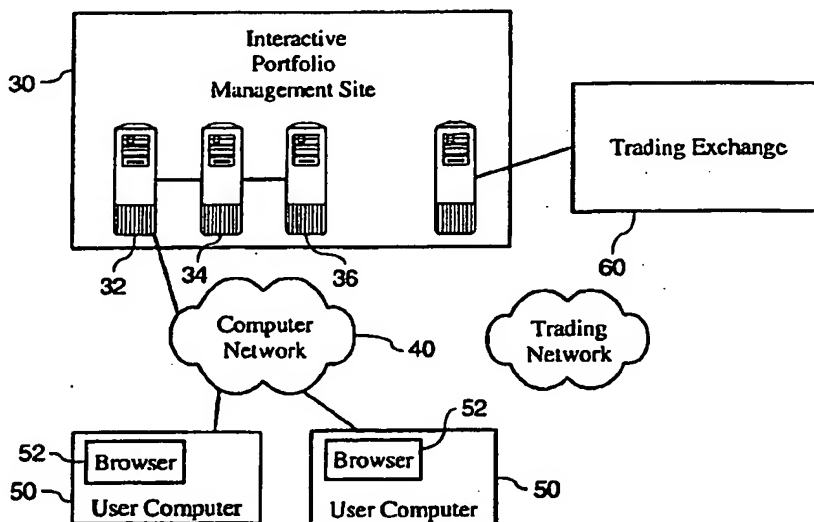 Interactive
Portfolio
Management Site
30
Trading Exchange
32
34
36
60
Computer
Network
40
Trading
Network
52
Browser
50
User Computer
52
Browser
50
User Computer